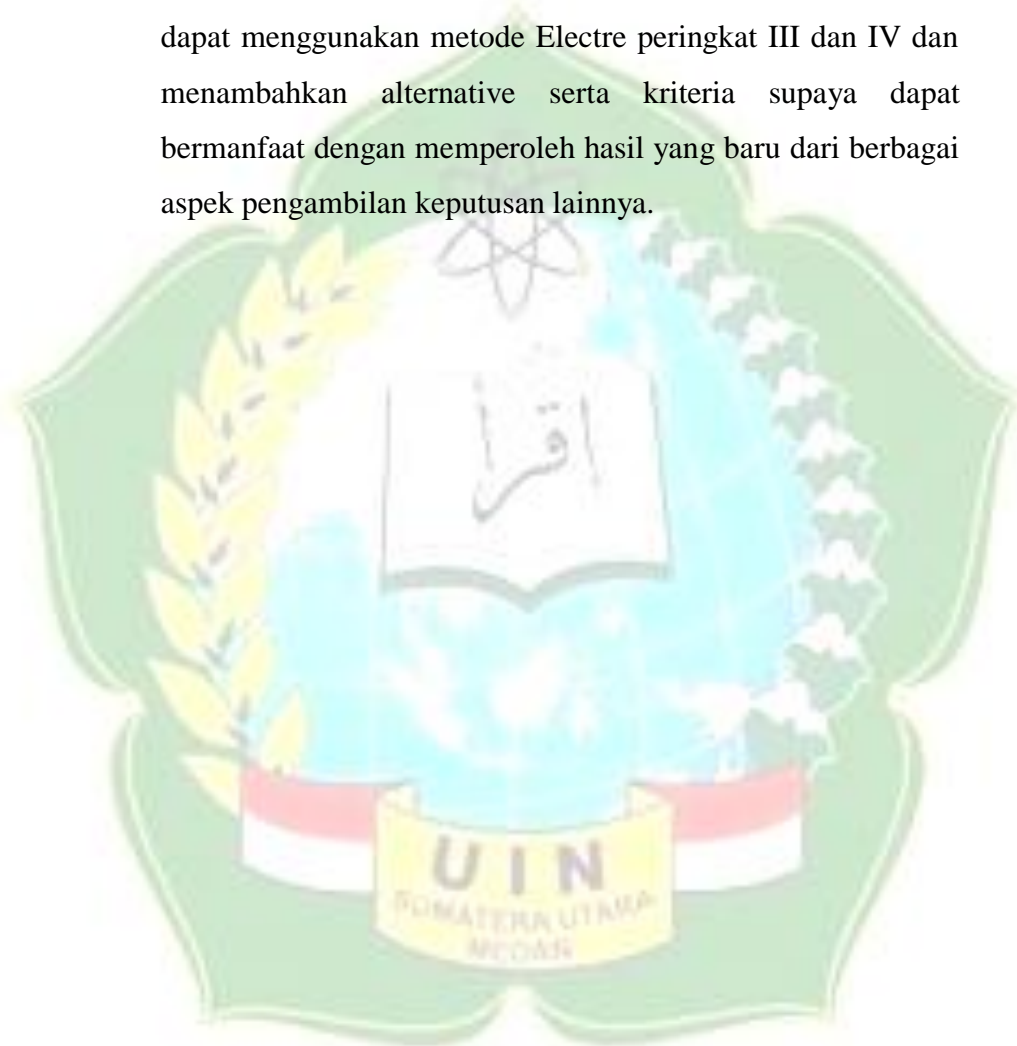 dapat menggunakan metode Electre peringkat III dan IV dan
menambahkan alternative serta kriteria supaya dapat
bermanfaat dengan memperoleh hasil yang baru dari berbagai
aspek pengambilan keputusan lainnya.
اقرأ
UIN
SUMATERA UTARA
MEDAN